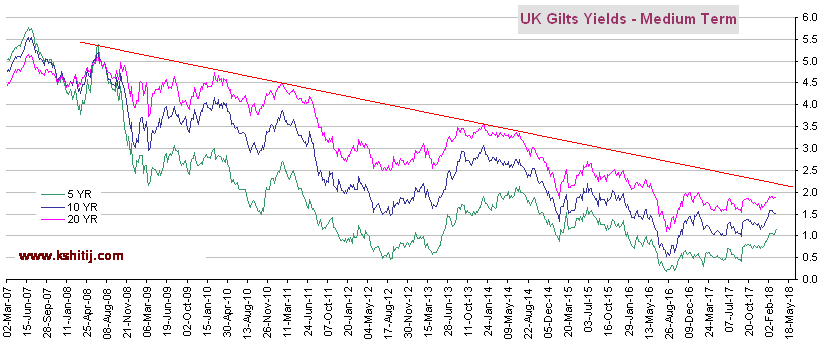 UK Gilts Yields - Medium Term
6.0
5.5
5.0
4.5
4.0
3.5
3.0
2.5
2.0
1.5
1.0
0.5
0.0
5 YR
10 YR
20 YR
www.kshitij.com
02-Mar-07
15-Jun-07
28-Sep-07
11-Jan-08
25-Apr-08
08-Aug-08
21-Nov-08
06-Mar-09
19-Jun-09
02-Oct-09
15-Jan-10
30-Apr-10
13-Aug-10
26-Nov-10
11-Mar-11
24-Jun-11
07-Oct-11
20-Jan-12
04-May-12
17-Aug-12
30-Nov-12
15-Mar-13
28-Jun-13
11-Oct-13
24-Jan-14
09-May-14
22-Aug-14
05-Dec-14
20-Mar-15
03-Jul-15
16-Oct-15
29-Jan-16
13-May-16
26-Aug-16
09-Dec-16
24-Mar-17
07-Jul-17
20-Oct-17
02-Feb-18
18-May-18